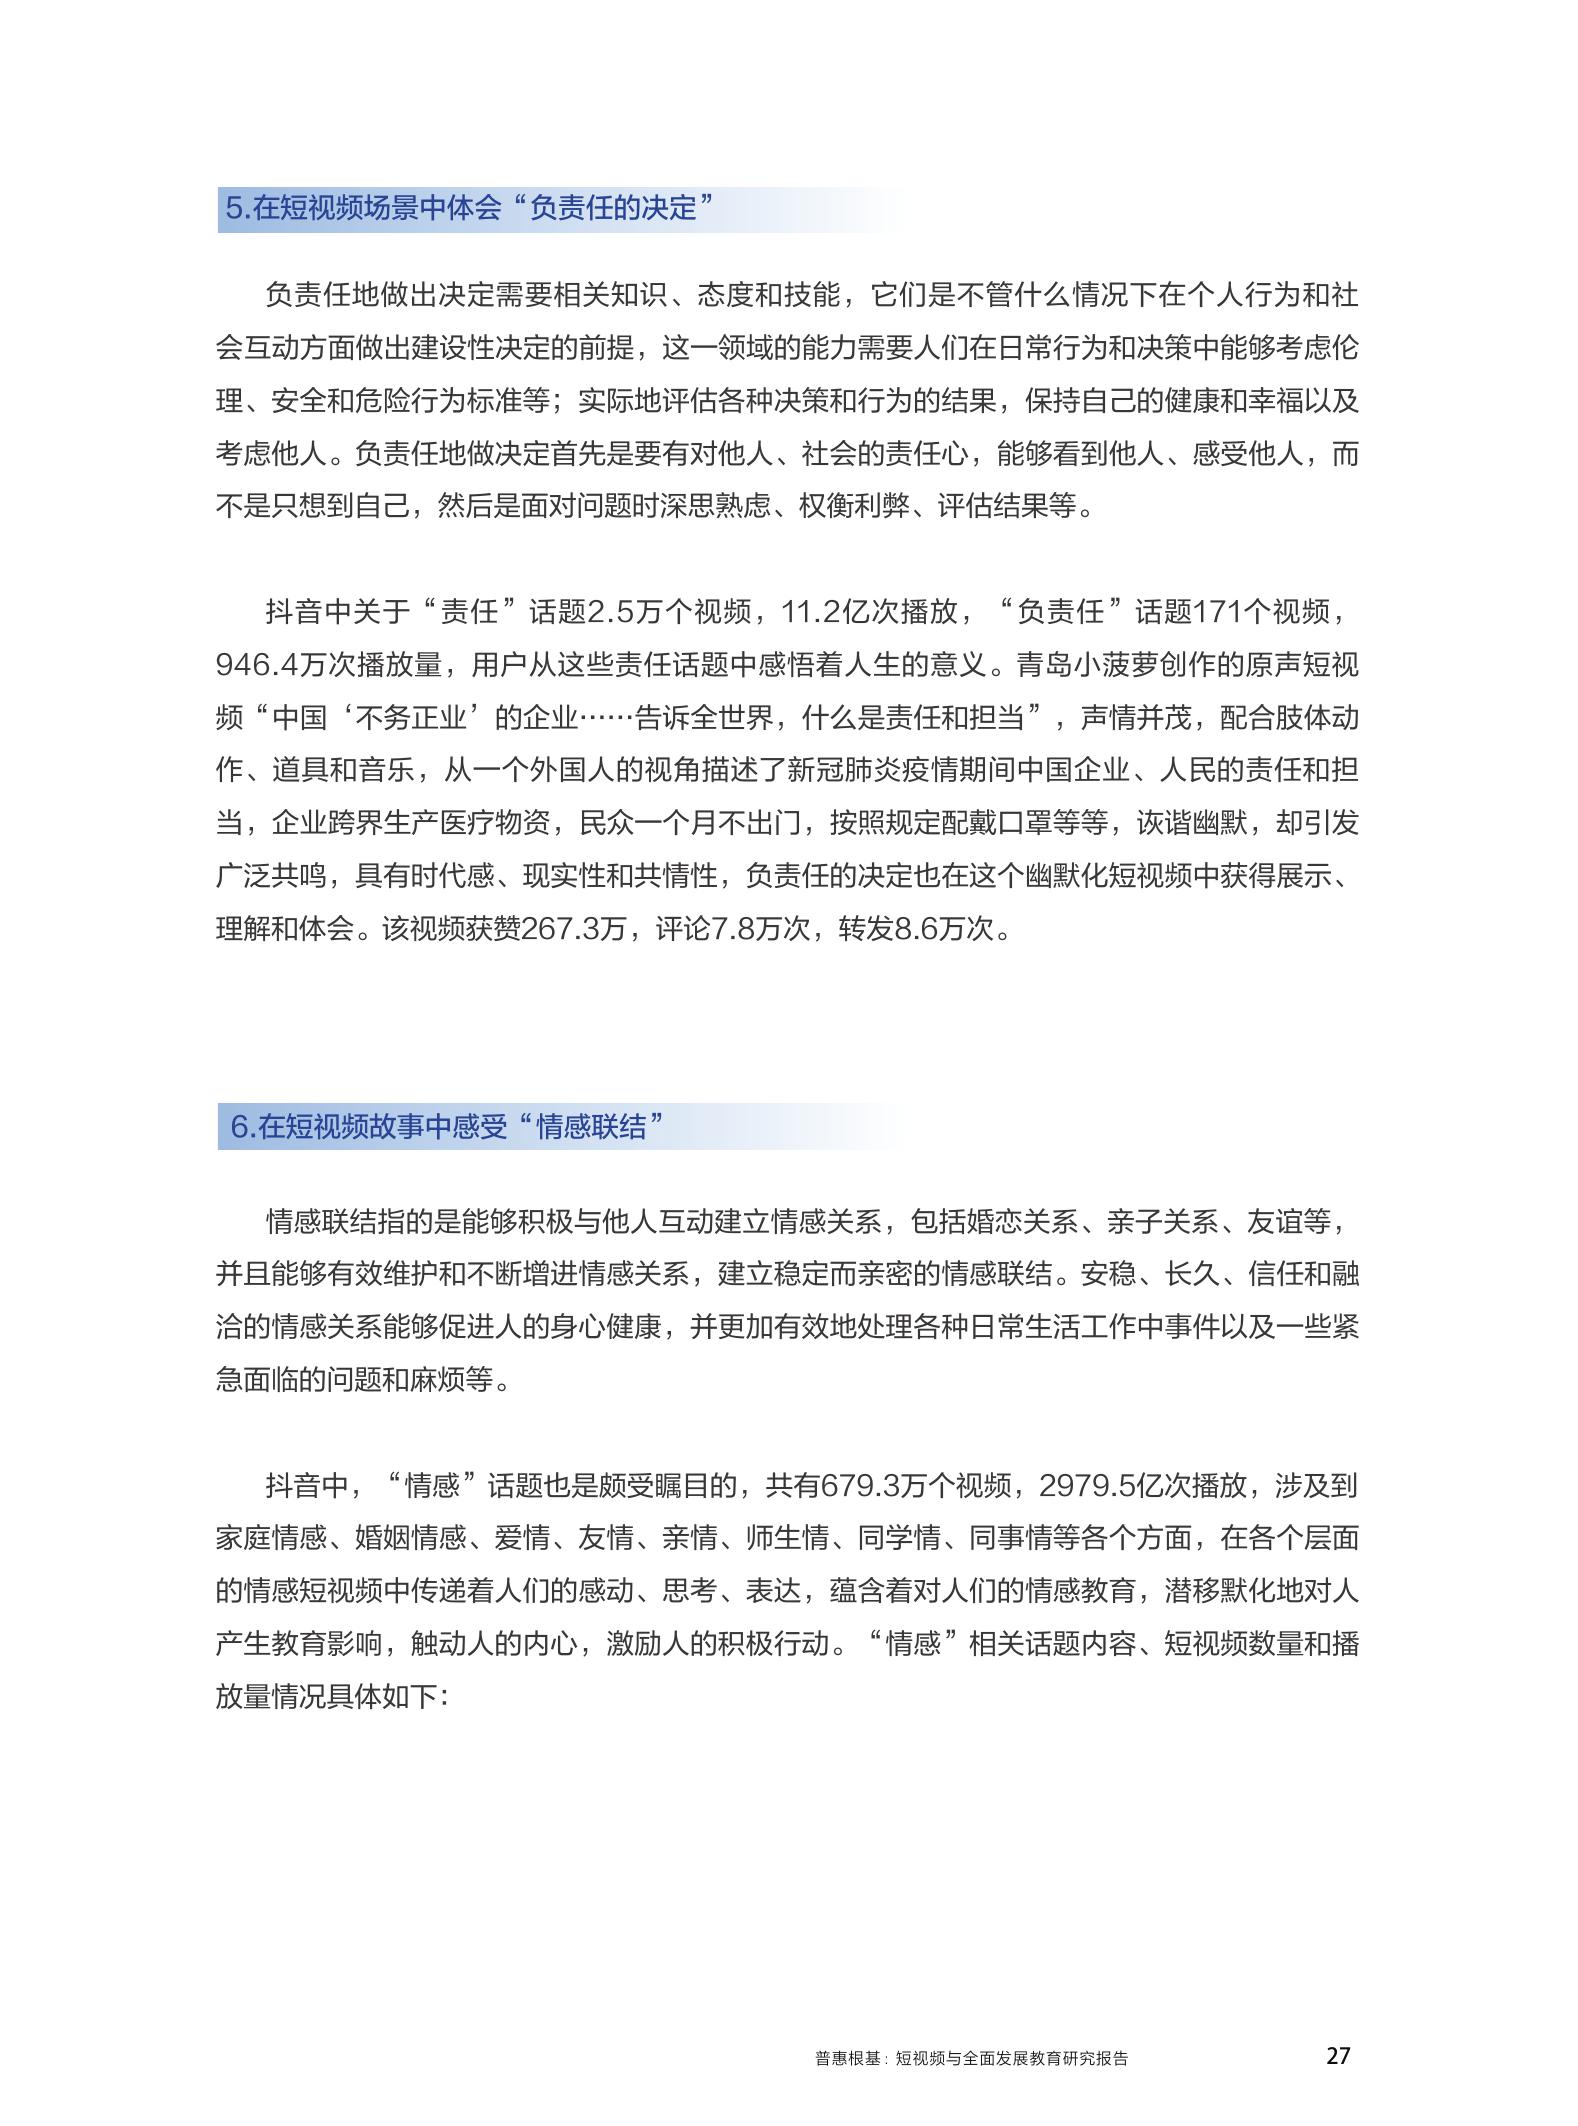 5.在短视频场景中体会“负责任的决定”
负责任地做出决定需要相关知识、态度和技能，它们是不管什么情况下在个人行为和社
会互动方面做出建设性决定的前提，这一领域的能力需要人们在日常行为和决策中能够考虑伦
理、安全和危险行为标准等；实际地评估各种决策和行为的结果，保持自己的健康和幸福以及
考虑他人。负责任地做决定首先是要有对他人、社会的责任心，能够看到他人、感受他人，而
不是只想到自己，然后是面对问题时深思熟虑、权衡利弊、评估结果等。
抖音中关于“责任”话题2.5万个视频，11.2亿次播放，“负责任”话题171个视频，
946.4万次播放量，用户从这些责任话题中感悟着人生的意义。青岛小菠萝创作的原声短视
频“中国‘不务正业’的企业……告诉全世界，什么是责任和担当”，声情并茂，配合肢体动
作、道具和音乐，从一个外国人的视角描述了新冠肺炎疫情期间中国企业、人民的责任和担
当，企业跨界生产医疗物资，民众一个月不出门，按照规定配戴口罩等等，诙谐幽默，却引发
广泛共鸣，具有时代感、现实性和共情性，负责任的决定也在这个幽默化短视频中获得展示、
理解和体会。该视频获赞267.3万，评论7.8万次，转发8.6万次。
6.在短视频故事中感受“情感联结”
情感联结指的是能够积极与他人互动建立情感关系，包括婚恋关系、亲子关系、友谊等，
并且能够有效维护和不断增进情感关系，建立稳定而亲密的情感联结。安稳、长久、信任和融
洽的情感关系能够促进人的身心健康，并更加有效地处理各种日常生活工作中事件以及一些紧
急面临的问题和麻烦等。
抖音中，“情感”话题也是颇受瞩目的，共有679.3万个视频，2979.5亿次播放，涉及到
家庭情感、婚姻情感、爱情、友情、亲情、师生情、同学情、同事情等各个方面，在各个层面
的情感短视频中传递着人们的感动、思考、表达，蕴含着对人们的情感教育，潜移默化地对人
产生教育影响，触动人的内心，激励人的积极行动。“情感”相关话题内容、短视频数量和播
放量情况具体如下：
普惠根基：短视频与全面发展教育研究报告 27